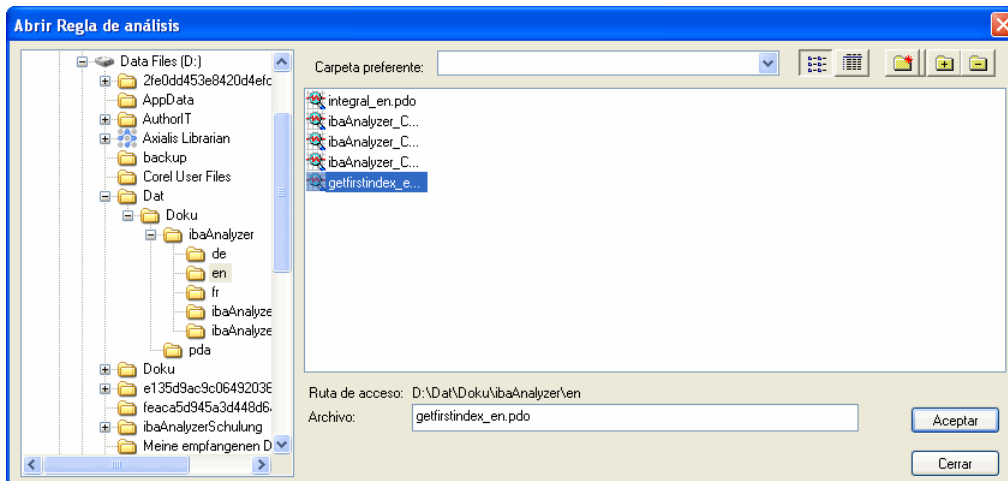 Abrir Regla de análisis
Data Files (D:)
2fe0dd453e8420d4efc
AppData
AuthorIT
Axialis Librarian
backup
Corel User Files
Dat
Doku
ibaAnalyzer
de
en
fr
ibaAnalyze
ibaAnalyze
pda
Doku
e135d9ac9c06492036
feaca5d945a3d448d6
ibaAnalyzerSchulung
Meine empfangenen D
Carpeta preferente:
integral_en.pdo
ibaAnalyzer_C...
ibaAnalyzer_C...
ibaAnalyzer_C...
getfirstindex_e...
Ruta de acceso: D:\Dat\Doku\ibaAnalyzer\en
Archivo: getfirstindex_en.pdo
Aceptar
Cerrar